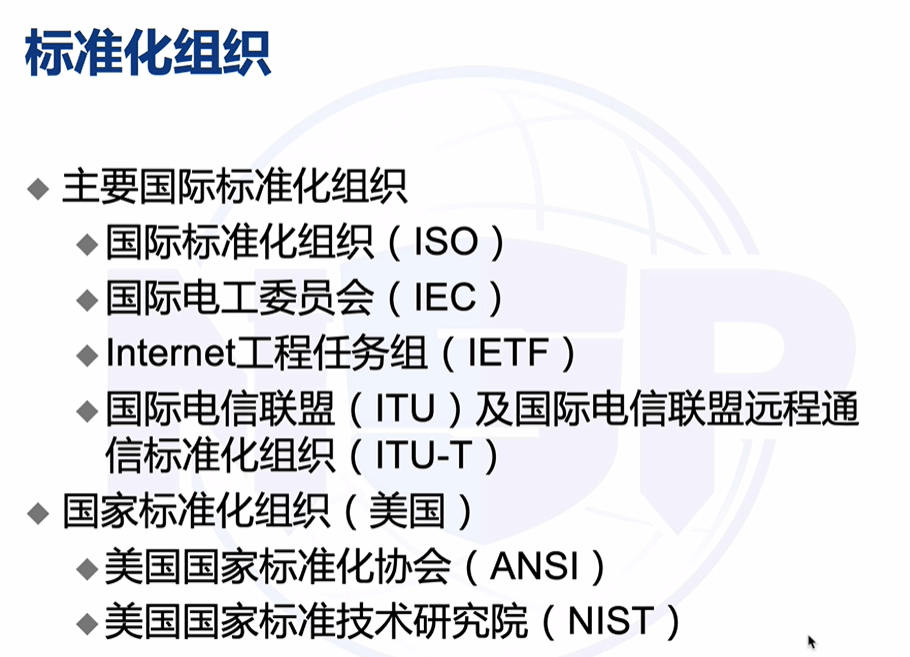 标准化组织
◆ 主要国际标准化组织
◆ 国际标准化组织（ISO）
◆ 国际电工委员会（IEC）
◆ Internet工程任务组（IETF）
◆ 国际电信联盟（ITU）及国际电信联盟远程通
信标准化组织（ITU-T）
◆ 国家标准化组织（美国）
◆ 美国国家标准化协会（ANSI）
◆ 美国国家标准技术研究院（NIST）
NISP